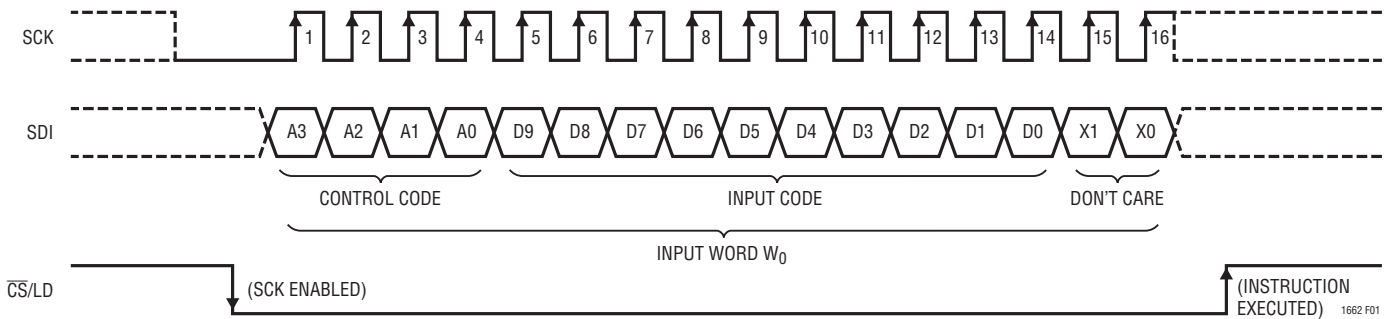 SCK
1 2 3 4 5 6 7 8 9 10 11 12 13 14 15 16
SDI
A3 A2 A1 A0 D9 D8 D7 D6 D5 D4 D3 D2 D1 D0 X1 X0
CONTROL CODE INPUT CODE DON'T CARE
INPUT WORD W0
CS/LD
(SCK ENABLED)
(INSTRUCTION
EXECUTED) 1662 F01